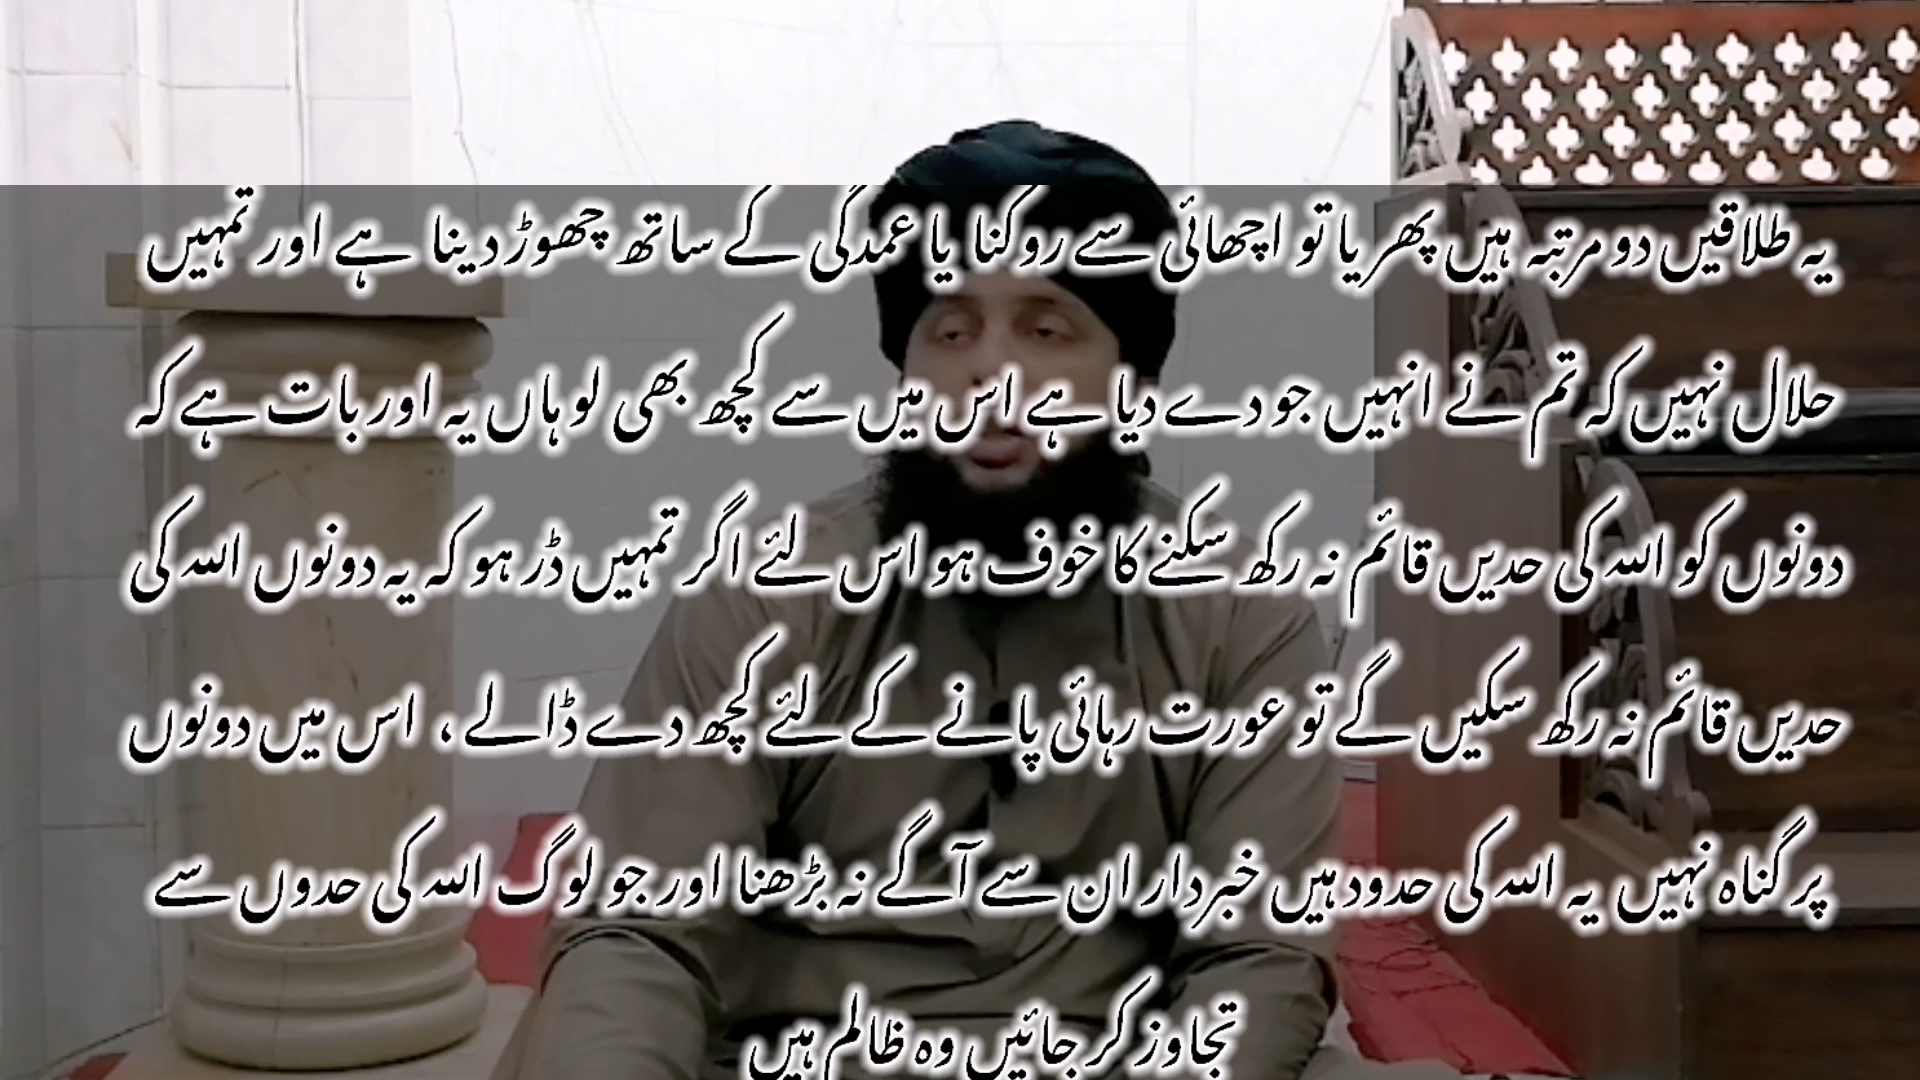 یہ طلاقیں دو مرتبہ ہیں پھر یا تو اچھائی سے روکنا یا عمدگی کے ساتھ چھوڑ دینا ہے اور تمہیں
حلال نہیں کہ تم نے انہیں جو دے دیا ہے اس میں سے کچھ بھی لو ہاں یہ اور بات ہے کہ
دونوں کو اللہ کی حدیں قائم نہ رکھ سکنے کا خوف ہو اس لئے اگر تمہیں ڈر ہو کہ یہ دونوں اللہ کی
حدیں قائم نہ رکھ سکیں گے تو عورت رہائی پانے کے لئے کچھ دے ڈالے ، اس میں دونوں
پر گناہ نہیں یہ اللہ کی حدود ہیں خبردار ان سے آگے نہ بڑھنا اور جو لوگ اللہ کی حدوں سے
تجاوز کر جائیں وہ ظالم ہیں